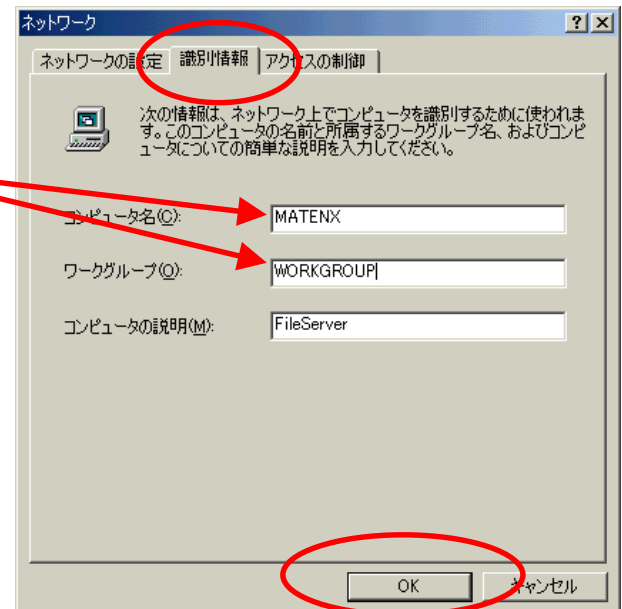 ネットワーク
ネットワークの設定 識別情報 アクセスの制御
次の情報は、ネットワーク上でコンピュータを識別するために使われま
す。このコンピュータの名前と所属するワークグループ名、およびコンピ
ュータについての簡単な説明を入力してください。
コンピュータ名(C): MATENX
ワークグループ(O): WORKGROUP
コンピュータの説明(M): FileServer
OK キャンセル